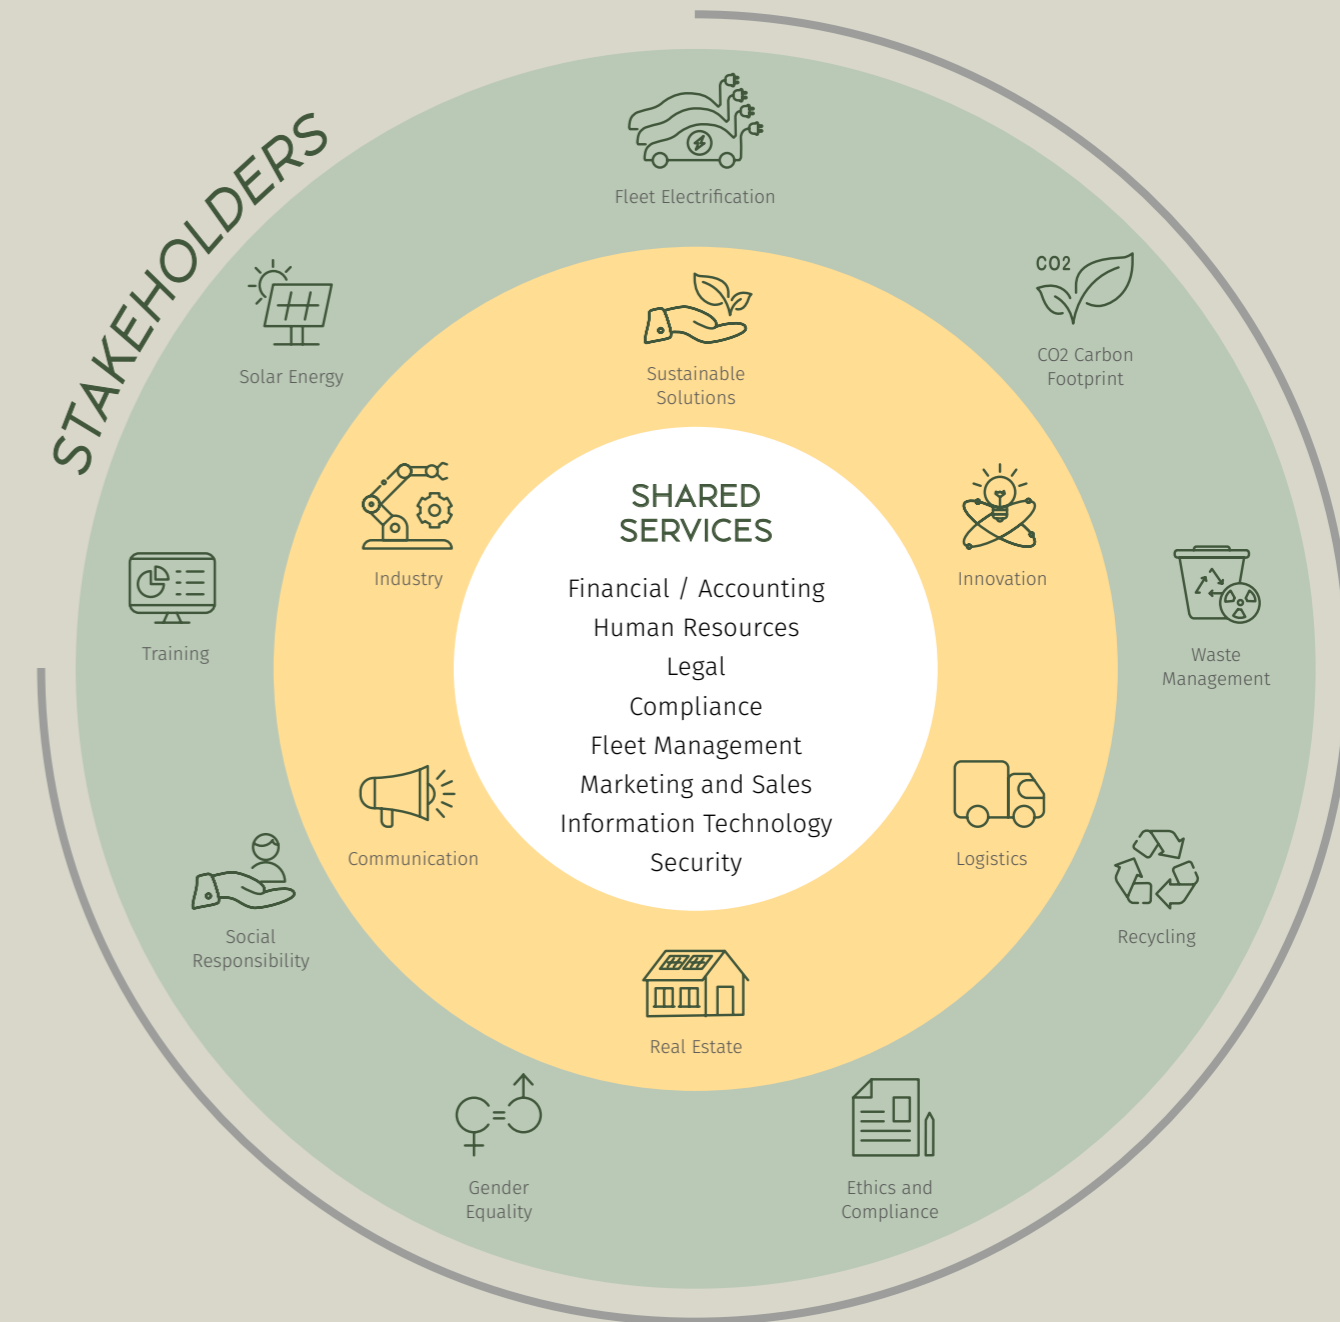 STAKEHOLDERS
Fleet Electrification
CO2
CO2 Carbon
Footprint
Solar Energy
Sustainable
Solutions
Industry
Innovation
Training
Waste
Management
SHARED
SERVICES
Financial / Accounting
Human Resources
Legal
Compliance
Fleet Management
Marketing and Sales
Information Technology
Security
Communication
Logistics
Social
Responsibility
Recycling
Real Estate
Gender
Equality
Ethics and
Compliance